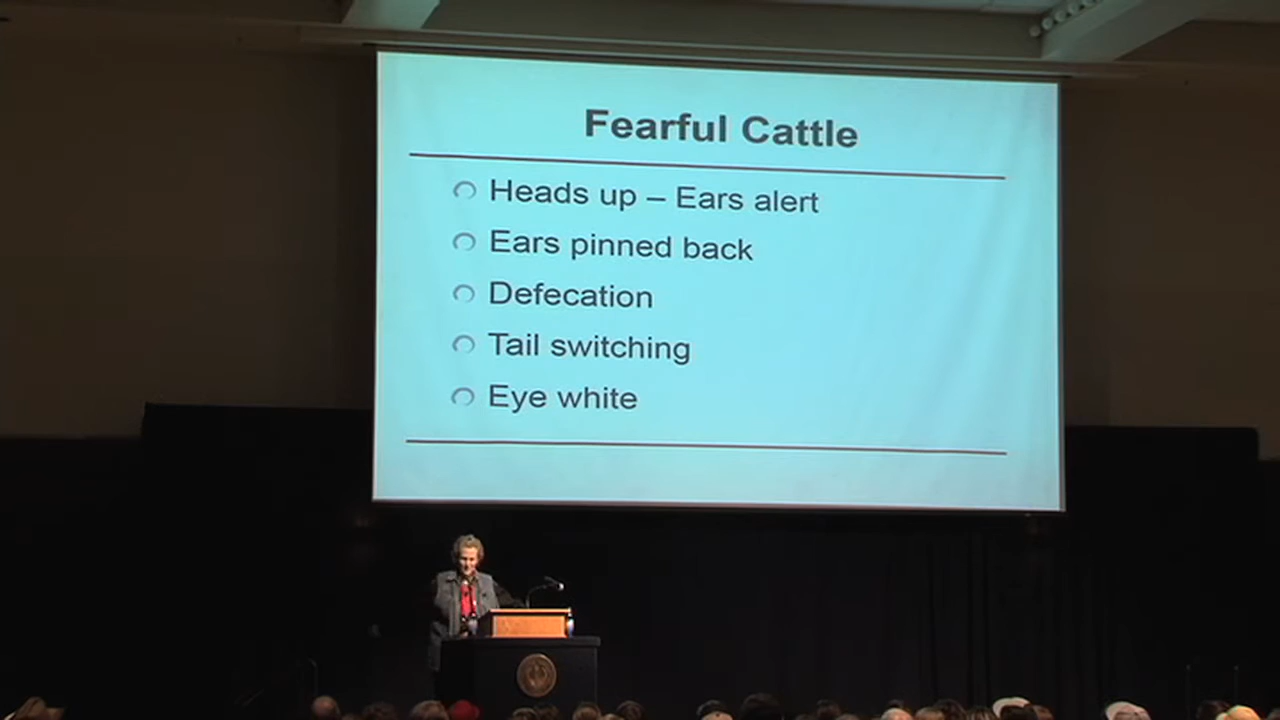 Fearful Cattle
Heads up – Ears alert
Ears pinned back
Defecation
Tail switching
Eye white